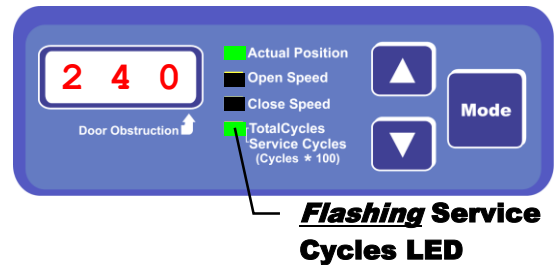 2 4 0
Door Obstruction
Actual Position
Open Speed
Close Speed
TotalCycles
Service Cycles
(Cycles * 100)
Mode
Flashing Service
Cycles LED